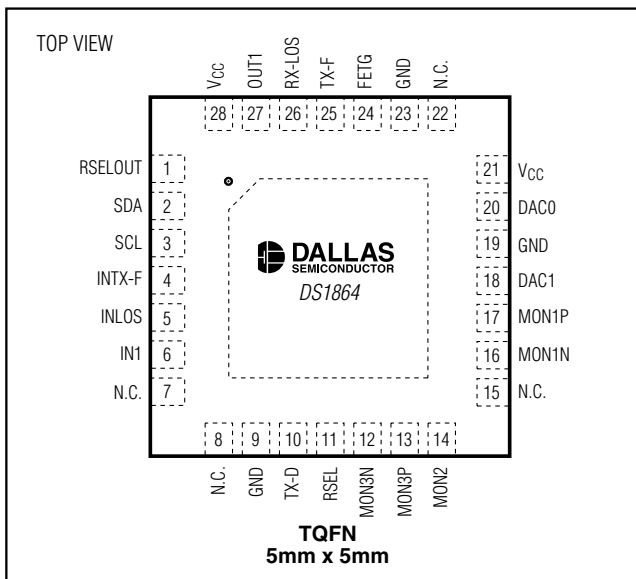 TOP VIEW
VCC OUT1 RX-LOS TX-F FETG GND N.C.
28 27 26 25 24 23 22
RSELOUT 1
SDA 2
SCL 3
INTX-F 4
INLOS 5
IN1 6
N.C. 7
21 VCC
20 DAC0
19 GND
18 DAC1
17 MON1P
16 MON1N
15 N.C.
DALLAS
SEMICONDUCTOR
DS1864
8 9 10 11 12 13 14
N.C. GND TX-D RSEL MON3N MON3P MON2
TQFN
5mm x 5mm